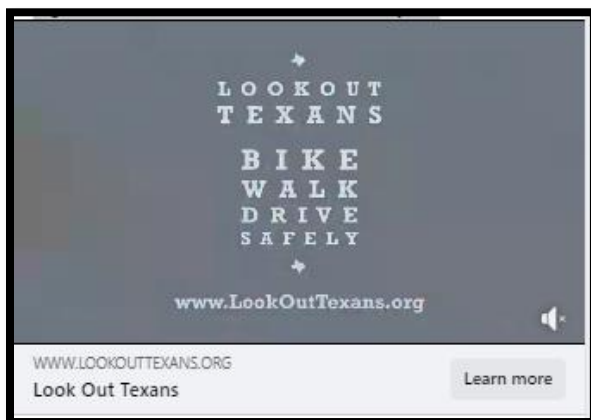 LOOKOUT
TEXANS
BIKE
WALK
DRIVE
SAFELY
www.LookOutTexans.org
WWW.LOOKOUTTEXANS.ORG
Look Out Texans
Learn more